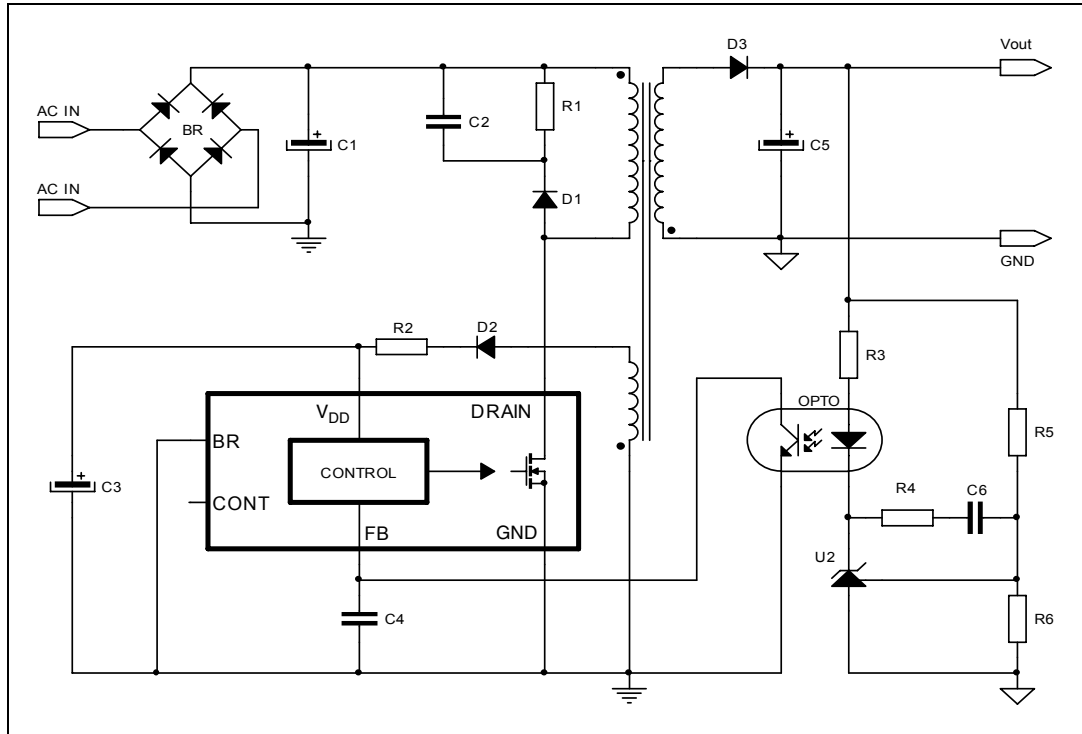 D3
Vout
AC IN
BR
C1
+
C2
R1
D1
C5
+
AC IN
GND
R2
D2
R3
OPTO
VDD
DRAIN
BR
CONTROL
CONT
FB
GND
C3
+
R5
R4
C6
U2
C4
R6